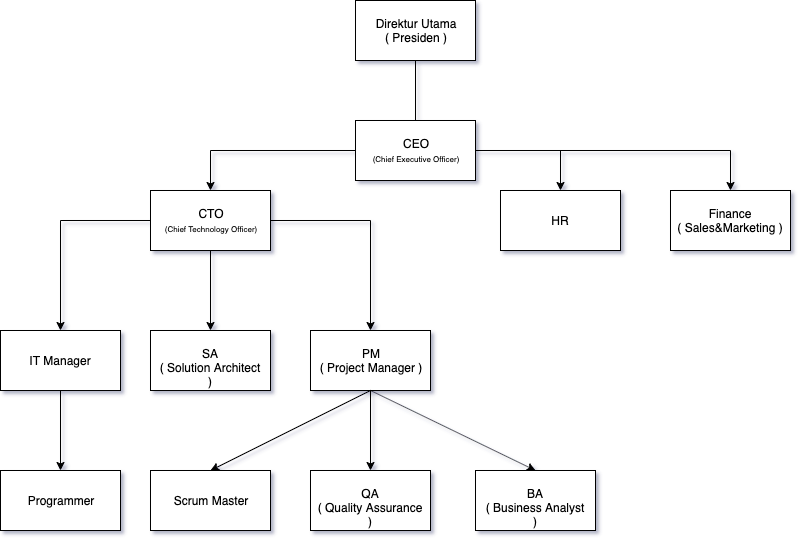 Direktur Utama
( Presiden )
CEO
(Chief Executive Officer)
CTO
(Chief Technology Officer)
HR
Finance
( Sales&Marketing )
IT Manager
SA
( Solution Architect
)
PM
( Project Manager )
Programmer
Scrum Master
QA
( Quality Assurance
)
BA
( Business Analyst
)